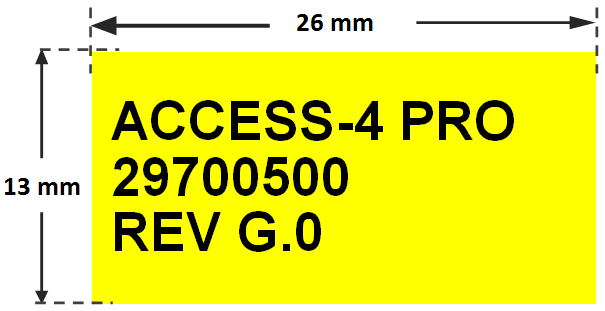 26 mm
ACCESS-4 PRO
29700500
13 mm
REV G.0